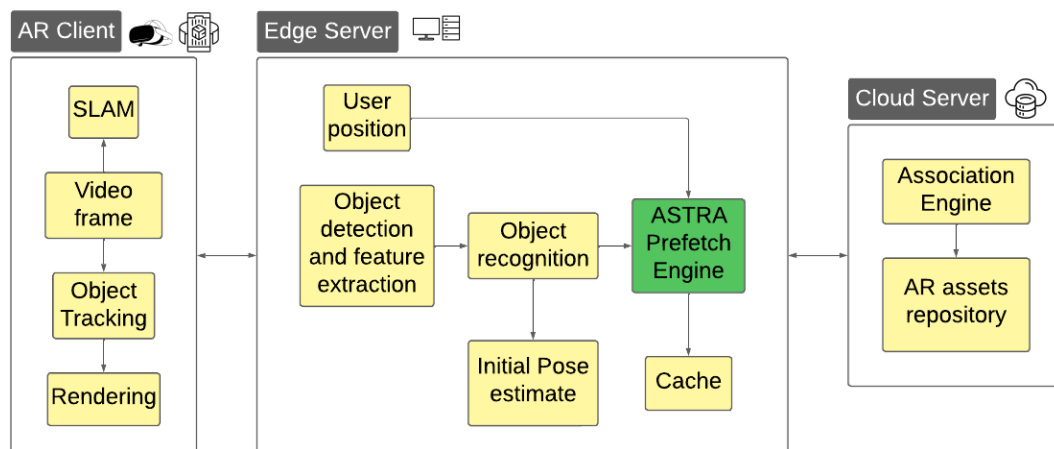 AR Client
SLAM
Video
frame
Object
Tracking
Rendering
Edge Server
User
position
Object
detection
and feature
extraction
Object
recognition
ASTRA
Prefetch
Engine
Initial Pose
estimate
Cache
Cloud Server
Association
Engine
AR assets
repository